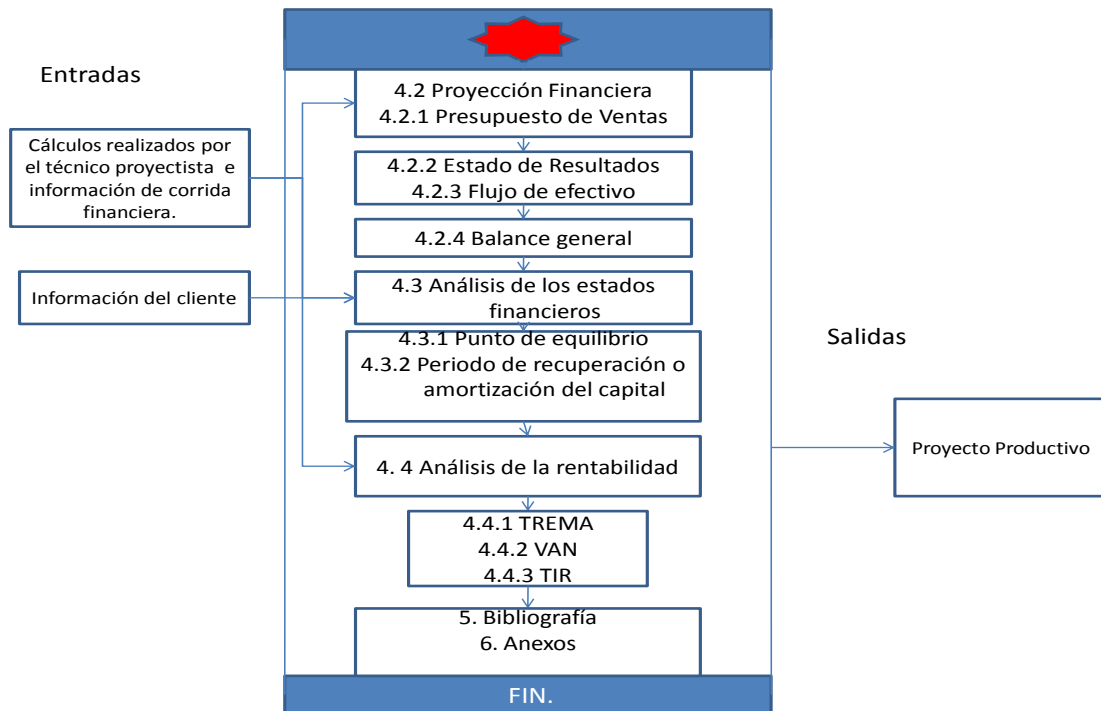 Entradas
Cálculos realizados por
el técnico proyectista e
información de corrida
financiera.
Información del cliente
4.2 Proyección Financiera
4.2.1 Presupuesto de Ventas
4.2.2 Estado de Resultados
4.2.3 Flujo de efectivo
4.2.4 Balance general
4.3 Análisis de los estados
financieros
4.3.1 Punto de equilibrio
4.3.2 Periodo de recuperación o
amortización del capital
4. 4 Análisis de la rentabilidad
4.4.1 TREMA
4.4.2 VAN
4.4.3 TIR
5. Bibliografía
6. Anexos
FIN.
Salidas
Proyecto Productivo